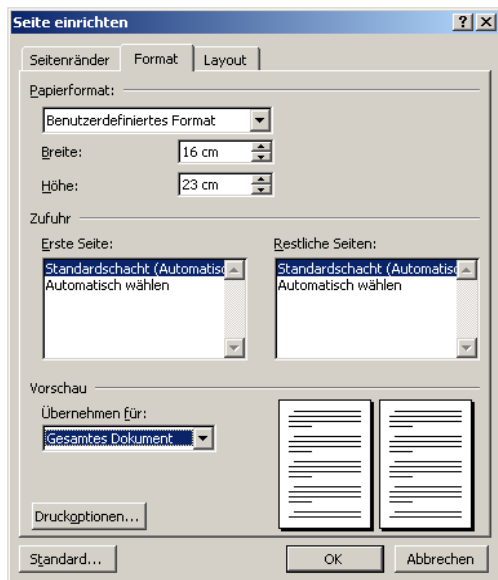 Seite einrichten
Seitenränder Format Layout
Papierformat:
Benutzerdefiniertes Format
Breite: 16 cm
Höhe: 23 cm
Zufuhr
Erste Seite: Restliche Seiten:
Standardschacht (Automatisc Standardschacht (Automatisc
Automatisch wählen Automatisch wählen
Vorschau
Übernehmen für:
Gesamtes Dokument
Druckoptionen...
Standard... OK Abbrechen